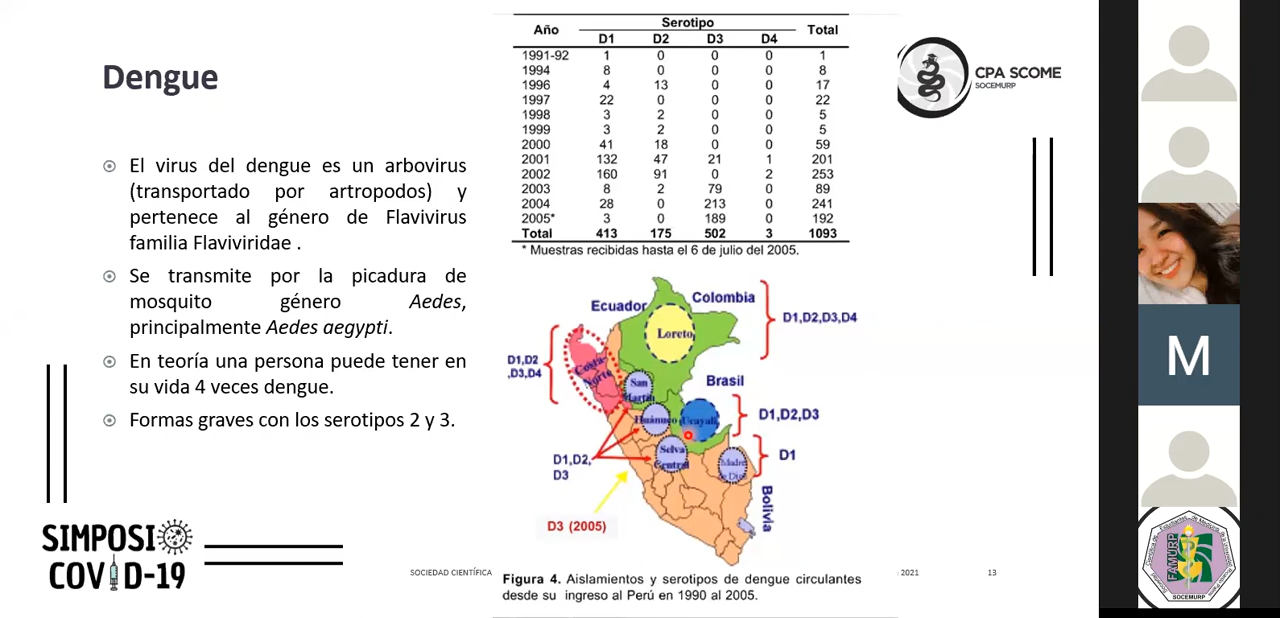 Dengue
El virus del dengue es un arbovirus
(transportado por artropodos) y
pertenece al género de Flavivirus
familia Flaviviridae .
Se transmite por la picadura de
mosquito género Aedes,
principalmente Aedes aegypti.
En teoría una persona puede tener en
su vida 4 veces dengue.
Formas graves con los serotipos 2 y 3.
Año Serotipo Total
D1 D2 D3 D4
1991-92 1 0 0 0 1
1994 8 0 0 0 8
1996 4 13 0 0 17
1997 22 0 0 0 22
1998 3 2 0 0 5
1999 3 2 0 0 5
2000 41 18 0 0 59
2001 132 47 21 1 201
2002 160 91 0 2 253
2003 8 2 79 0 89
2004 28 0 213 0 241
2005* 3 0 189 0 192
Total 413 175 502 3 1093
* Muestras recibidas hasta el 6 de julio del 2005.
Ecuador
Colombia
Loreto
D1,D2,D3,D4
D1,D2
,D3,D4
Costa
Norte
San
Martín
Brasil
Huánuco
Ucayali
D1,D2,D3
Selva
Central
Madre
de Dios
D1
D1,D2,
D3
Bolivia
D3 (2005)
Figura 4. Aislamientos y serotipos de dengue circulantes
desde su ingreso al Perú en 1990 al 2005.
CPA SCOME
SOCEMURP
SIMPOSIO
COVID-19
SOCIEDAD CIENTÍFICA
2021
13
M
FAMURP
SOCEMURP